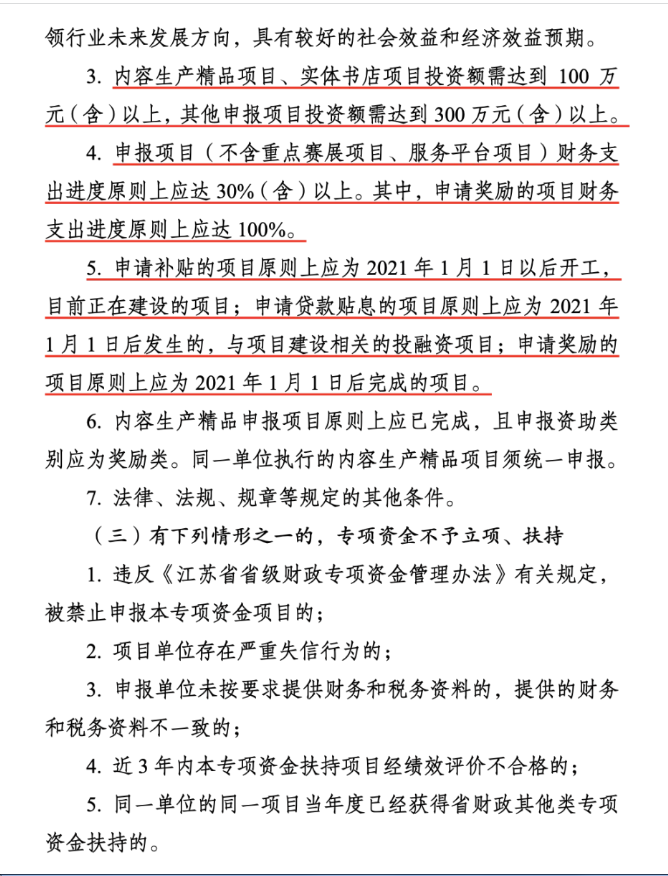 领行业未来发展方向，具有较好的社会效益和经济效益预期。
3. 内容生产精品项目、实体书店项目投资额需达到 100 万
元（含）以上，其他申报项目投资额需达到 300 万元（含）以上。
4. 申报项目（不含重点赛展项目、服务平台项目）财务支
出进度原则上应达 30%（含）以上。其中，申请奖励的项目财务
支出进度原则上应达 100%。
5. 申请补贴的项目原则上应为 2021 年 1 月 1 日以后开工，
目前正在建设的项目；申请贷款贴息的项目原则上应为 2021 年
1 月 1 日后发生的，与项目建设相关的投融资项目；申请奖励的
项目原则上应为 2021 年 1 月 1 日后完成的项目。
6. 内容生产精品申报项目原则上应已完成，且申报资助类
别应为奖励类。同一单位执行的内容生产精品项目须统一申报。
7. 法律、法规、规章等规定的其他条件。
（三）有下列情形之一的，专项资金不予立项、扶持
1. 违反《江苏省省级财政专项资金管理办法》有关规定，
被禁止申报本专项资金项目的；
2. 项目单位存在严重失信行为的；
3. 申报单位未按要求提供财务和税务资料的，提供的财务
和税务资料不一致的；
4. 近 3 年内本专项资金扶持项目经绩效评价不合格的；
5. 同一单位的同一项目当年度已经获得省财政其他类专项
资金扶持的。